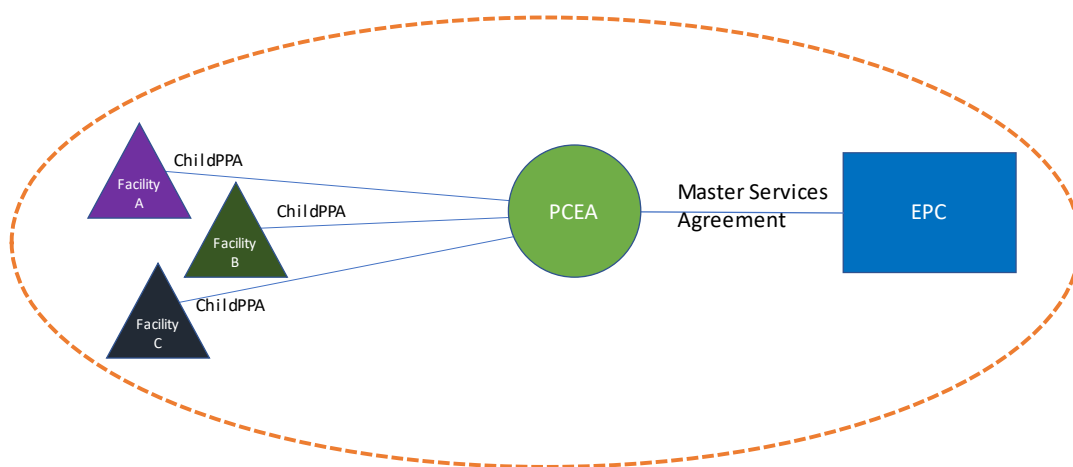 ChildPPA
Facility
A
ChildPPA
Facility
B
ChildPPA
Facility
C
PCEA
Master Services
Agreement
EPC